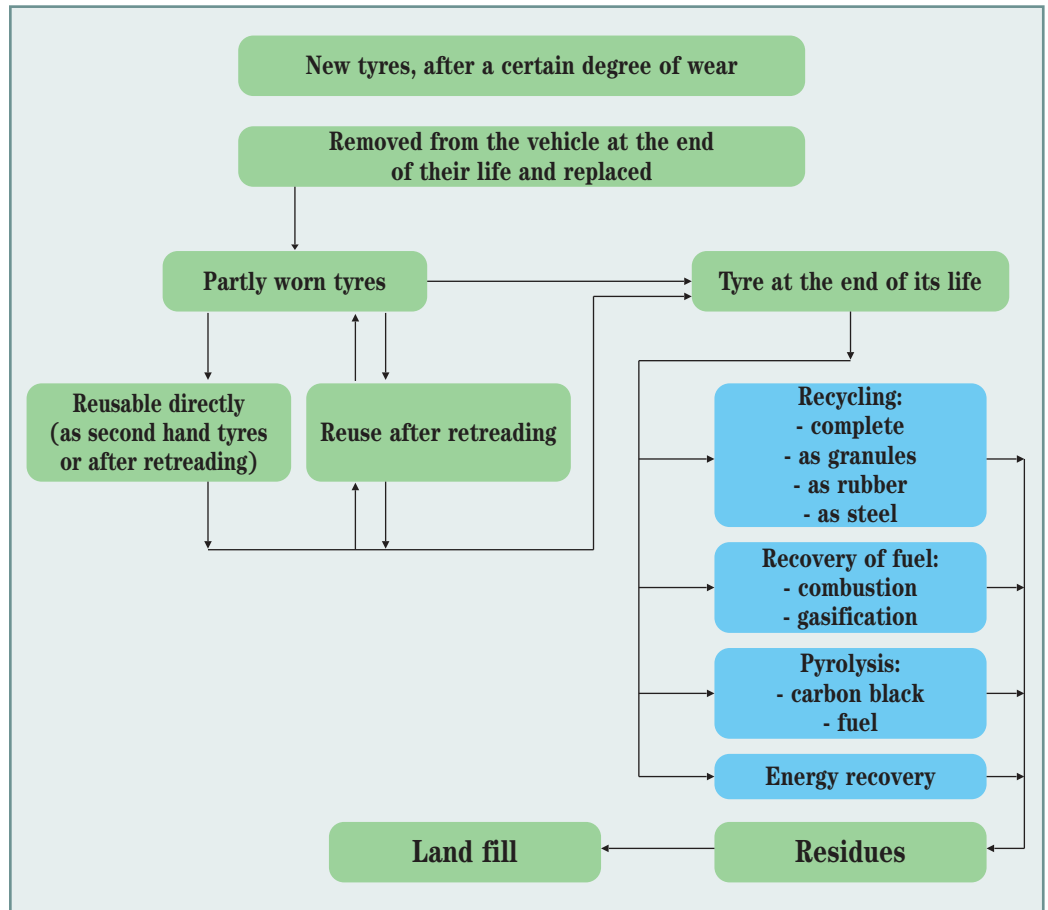 New tyres, after a certain degree of wear
Removed from the vehicle at the end
of their life and replaced
Partly worn tyres
Tyre at the end of its life
Reusable directly
(as second hand tyres
or after retreading)
Reuse after retreading
Recycling:
- complete
- as granules
- as rubber
- as steel
Recovery of fuel:
- combustion
- gasification
Pyrolysis:
- carbon black
- fuel
Energy recovery
Land fill
Residues